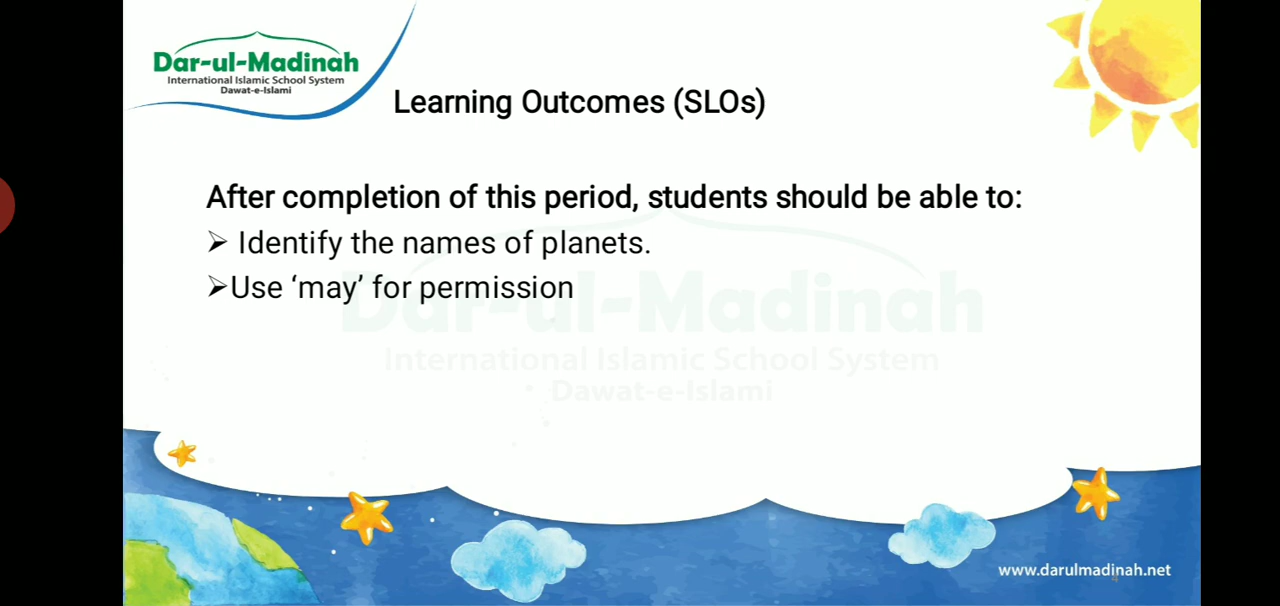 Dar-ul-Madinah
International Islamic School System
Dawat-e-Islami
Learning Outcomes (SLOs)
After completion of this period, students should be able to:
➢ Identify the names of planets.
➢Use ‘may’ for permission
Dar-ul-Madinah
International Islamic School System
Dawat-e-Islami
www.darulmadinah.net
4